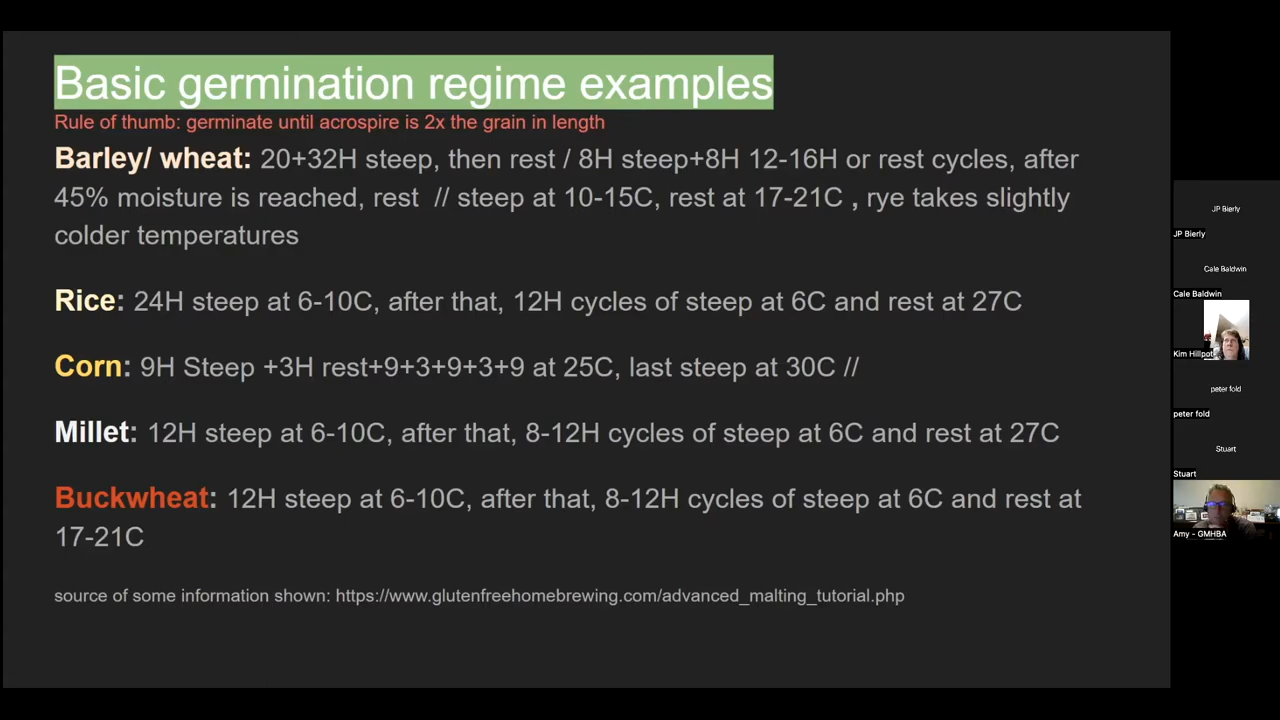 Basic germination regime examples
Rule of thumb: germinate until acrospire is 2x the grain in length
Barley/ wheat: 20+32H steep, then rest / 8H steep+8H 12-16H or rest cycles, after
45% moisture is reached, rest // steep at 10-15C, rest at 17-21C , rye takes slightly
colder temperatures
Rice: 24H steep at 6-10C, after that, 12H cycles of steep at 6C and rest at 27C
Corn: 9H Steep +3H rest+9+3+9+3+9 at 25C, last steep at 30C //
Millet: 12H steep at 6-10C, after that, 8-12H cycles of steep at 6C and rest at 27C
Buckwheat: 12H steep at 6-10C, after that, 8-12H cycles of steep at 6C and rest at
17-21C
source of some information shown: https://www.glutenfreehomebrewing.com/advanced_malting_tutorial.php
JP Bierly
JP Bierly
Cale Baldwin
Cale Baldwin
Kim Hillpot
peter fold
peter fold
Stuart
Stuart
Amy - GMHBA